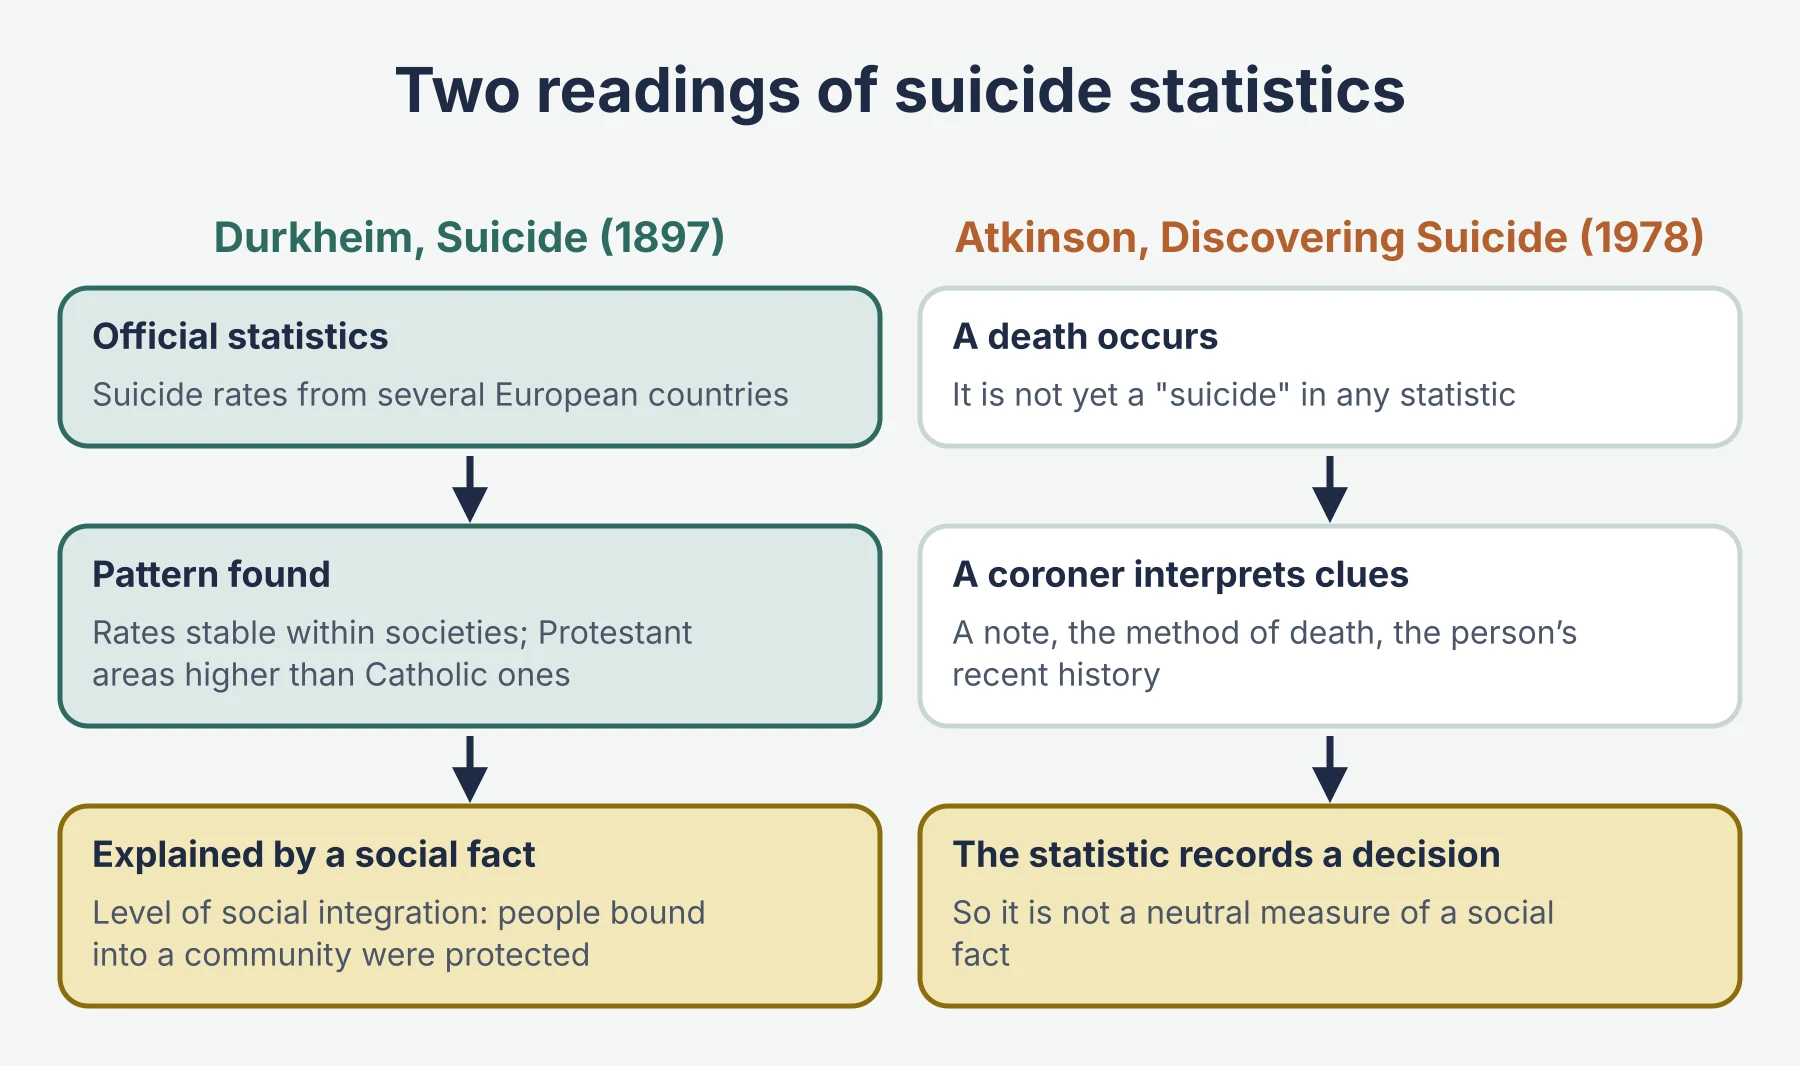 Two readings of suicide statistics
Durkheim, Suicide (1897)
Official statistics
Suicide rates from several European countries
Pattern found
Rates stable within societies; Protestant
areas higher than Catholic ones
Explained by a social fact
Level of social integration: people bound
into a community were protected
Atkinson, Discovering Suicide (1978)
A death occurs
It is not yet a "suicide" in any statistic
A coroner interprets clues
A note, the method of death, the person’s
recent history
The statistic records a decision
So it is not a neutral measure of a social
fact